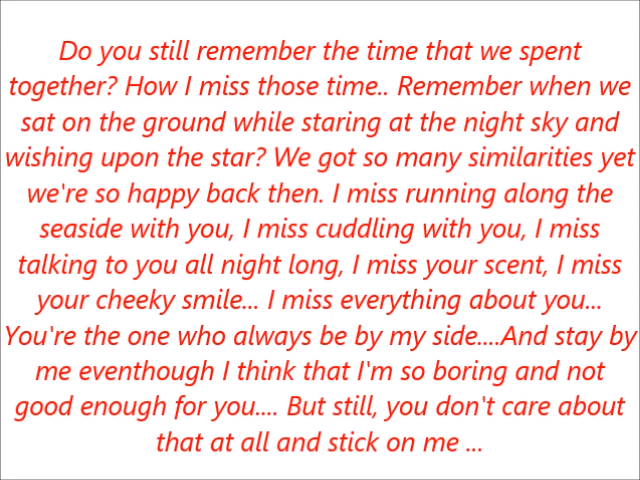 Do you still remember the time that we spent
together? How I miss those time.. Remember when we
sat on the ground while staring at the night sky and
wishing upon the star? We got so many similarities yet
we're so happy back then. I miss running along the
seaside with you, I miss cuddling with you, I miss
talking to you all night long, I miss your scent, I miss
your cheeky smile... I miss everything about you...
You're the one who always be by my side....And stay by
me eventhough I think that I'm so boring and not
good enough for you.... But still, you don't care about
that at all and stick on me ...